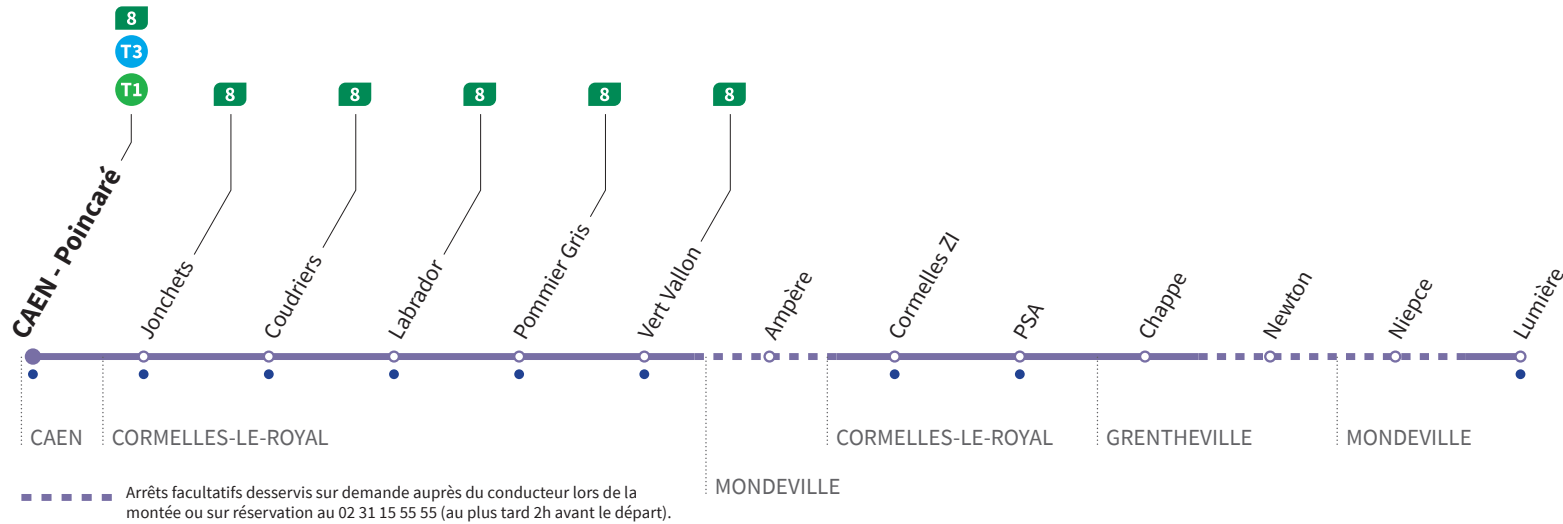 8
T3
T1
8
8
8
8
8
CAEN - Poincaré
Jonchets
Coudriers
Labrador
Pommier Gris
Vert Vallon
Ampère
Cormelles ZI
PSA
Chappe
Newton
Niepce
Lumière
CAEN
CORMELLES-LE-ROYAL
CORMELLES-LE-ROYAL
GRENTHEVILLE
MONDEVILLE
MONDEVILLE
Arrêts facultatifs desservis sur demande auprès du conducteur lors de la
montée ou sur réservation au 02 31 15 55 55 (au plus tard 2h avant le départ).